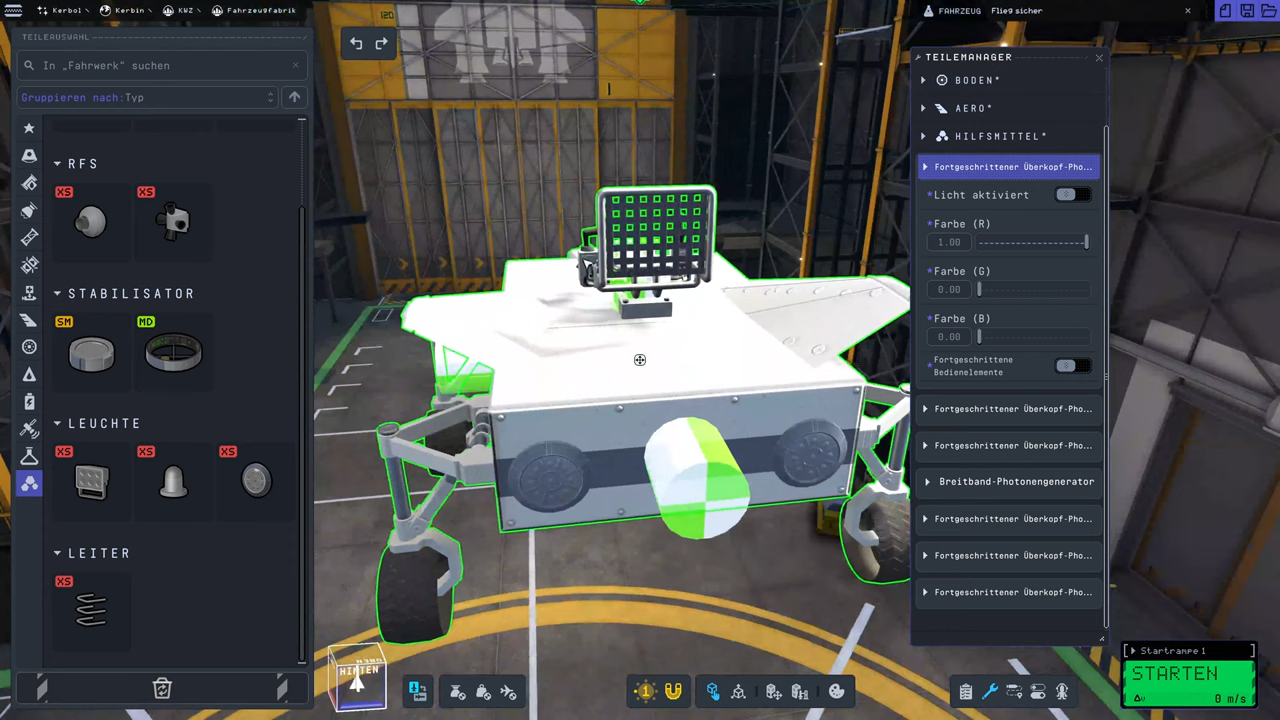 Kerbol
Kerbin
KWZ
Fahrzeugfabrik
FAHRZEUG
Flieg sicher
TEILEAUSWAHL
In „Fahrwerk“ suchen
Gruppieren nach: Typ
RFS
XS
XS
STABILISATOR
SM
MD
LEUCHTE
XS
XS
XS
LEITER
XS
120
HINTEN
1
TEILEMANAGER
BODEN*
AERO*
HILFSMITTEL*
Fortgeschrittener Überkopf-Pho...
*Licht aktiviert
*Farbe (R)
1.00
*Farbe (G)
0.00
*Farbe (B)
0.00
*Fortgeschrittene
Bedienelemente
Fortgeschrittener Überkopf-Pho...
Fortgeschrittener Überkopf-Pho...
Breitband-Photonengenerator
Fortgeschrittener Überkopf-Pho...
Fortgeschrittener Überkopf-Pho...
Fortgeschrittener Überkopf-Pho...
Startrampe 1
STARTEN
Δv 0 m/s